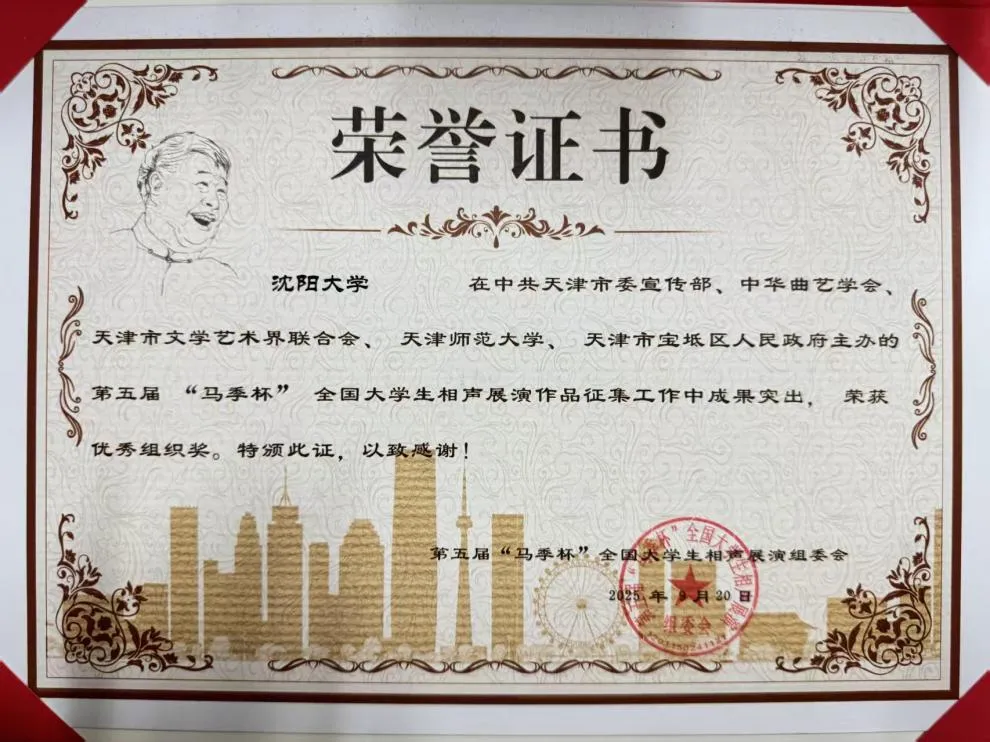 荣誉证书
沈阳大学 在中共天津市委宣传部、中华曲艺学会、
天津市文学艺术界联合会、 天津师范大学、 天津市宝坻区人民政府主办的
第五届 “马季杯” 全国大学生相声展演作品征集工作中成果突出， 荣获
优秀组织奖。特颁此证，以致感谢！
第五届“马季杯”全国大学生相声展演组委会
2025 年 9 月 20 日
组委会